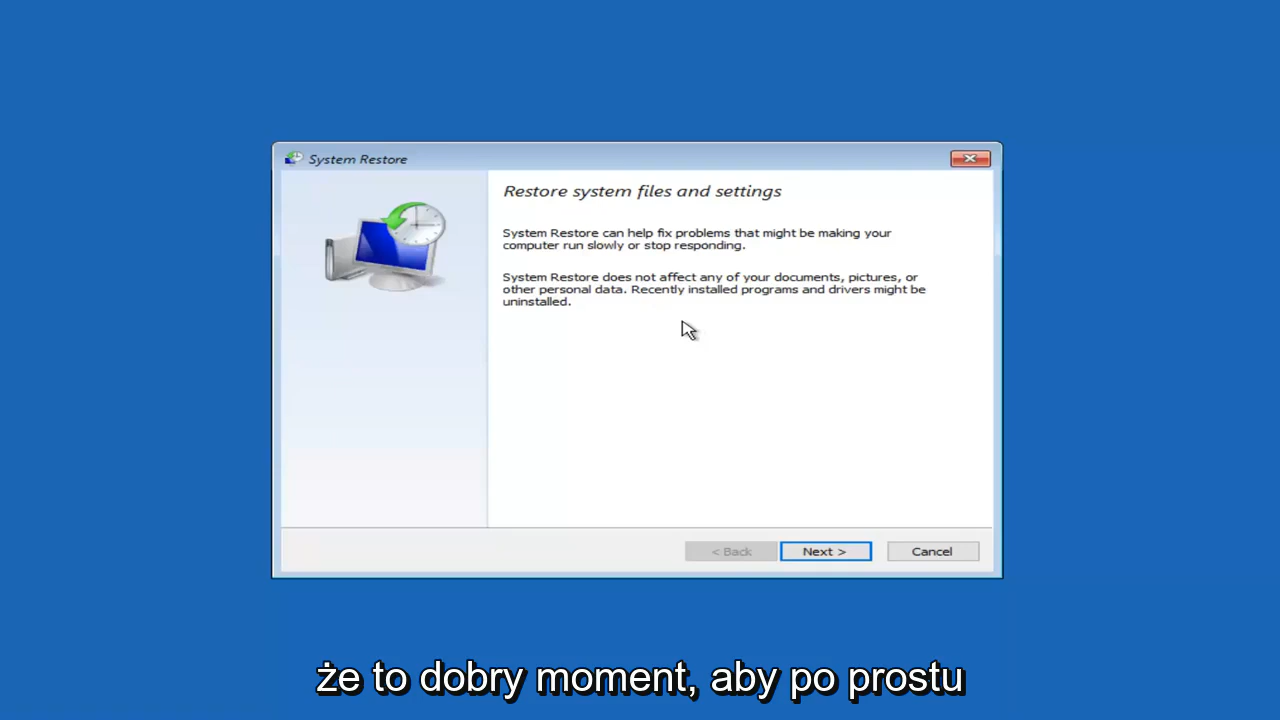 System Restore
Restore system files and settings
System Restore can help fix problems that might be making your
computer run slowly or stop responding.
System Restore does not affect any of your documents, pictures, or
other personal data. Recently installed programs and drivers might be
uninstalled.
< Back
Next >
Cancel
że to dobry moment, aby po prostu